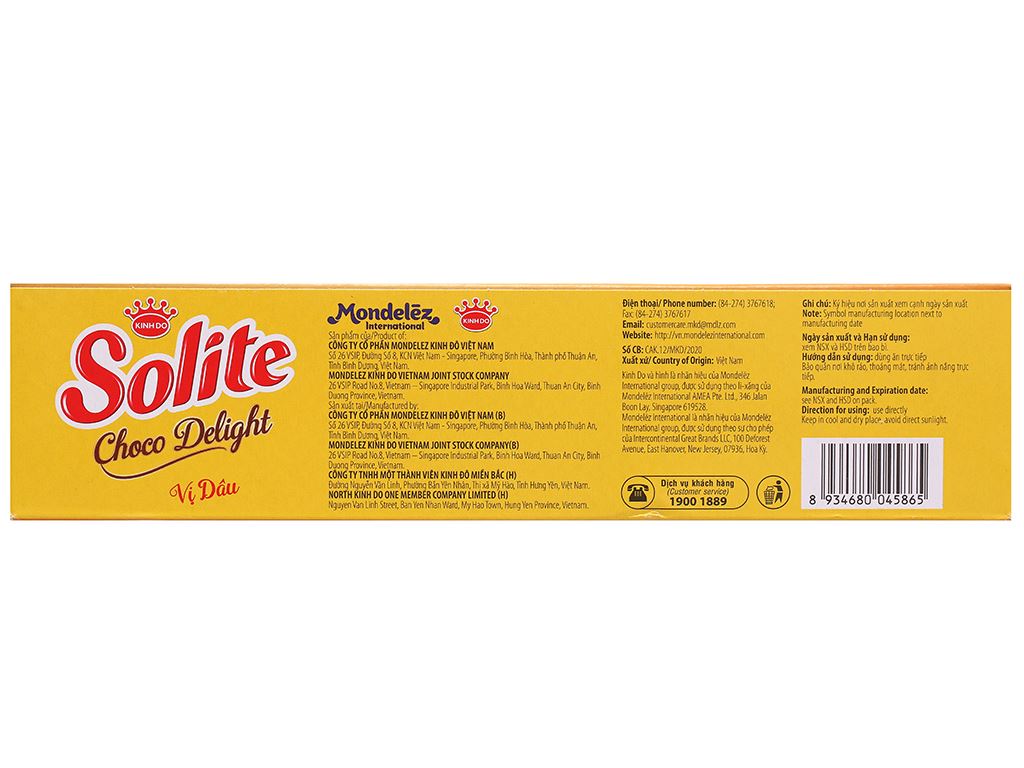 KINH DO
Solite
Choco Delight
Vị Dâu
Mondelēz
International
KINH DO
Sản phẩm của/Product of:
CÔNG TY CỔ PHẦN MONDELEZ KINH ĐÔ VIỆT NAM
Số 26 VSIP, Đường Số 8, KCN Việt Nam – Singapore, Phường Bình Hòa, Thành phố Thuận An,
Tỉnh Bình Dương, Việt Nam.
MONDELEZ KINH DO VIETNAM JOINT STOCK COMPANY
26 VSIP Road No.8, Vietnam – Singapore Industrial Park, Binh Hoa Ward, Thuan An City, Binh
Duong Province, Vietnam.
Sản xuất tại/Manufactured by:
CÔNG TY CỔ PHẦN MONDELEZ KINH ĐÔ VIỆT NAM (B)
Số 26 VSIP, Đường Số 8, KCN Việt Nam – Singapore, Phường Bình Hòa, Thành phố Thuận An,
Tỉnh Bình Dương, Việt Nam.
MONDELEZ KINH DO VIETNAM JOINT STOCK COMPANY(B)
26 VSIP Road No.8, Vietnam – Singapore Industrial Park, Binh Hoa Ward, Thuan An City, Binh
Duong Province, Vietnam.
CÔNG TY TNHH MỘT THÀNH VIÊN KINH ĐÔ MIỀN BẮC (H)
Đường Nguyễn Văn Linh, Phường Bần Yên Nhân, Thị xã Mỹ Hào, Tỉnh Hưng Yên, Việt Nam.
NORTH KINH DO ONE MEMBER COMPANY LIMITED (H)
Nguyen Van Linh Street, Ban Yen Nhan Ward, My Hao Town, Hung Yen Province, Vietnam.
Điện thoại/ Phone number: (84-274) 3767618;
Fax: (84-274) 3767617
Email: customercare.mkd@mdlz.com
Website: http://vn.mondelezinternational.com
Số CB: CAK.12/MKD/2020
Xuất xứ/ Country of Origin: Việt Nam
Kinh Do và hình là nhãn hiệu của Mondelēz
International group, được sử dụng theo li-xăng của
Mondelez International AMEA Pte. Ltd., 346 Jalan
Boon Lay, Singapore 619528.
Mondelēz International là nhãn hiệu của Mondelēz
International group, được sử dụng theo sự cho phép
của Intercontinental Great Brands LLC, 100 Deforest
Avenue, East Hanover, New Jersey, 07936, Hoa Kỳ.
Dịch vụ khách hàng
(Customer service)
1900 1889
Ghi chú: Ký hiệu nơi sản xuất xem cạnh ngày sản xuất
Note: Symbol manufacturing location next to
manufacturing date
Ngày sản xuất và Hạn sử dụng:
xem NSX và HSD trên bao bì.
Hướng dẫn sử dụng: dùng ăn trực tiếp
Bảo quản nơi khô ráo, thoáng mát, tránh ánh nắng trực
tiếp.
Manufacturing and Expiration date:
see NSX and HSD on pack.
Direction for using: use directly
Keep in cool and dry place, avoid direct sunlight.
8 934680 045865